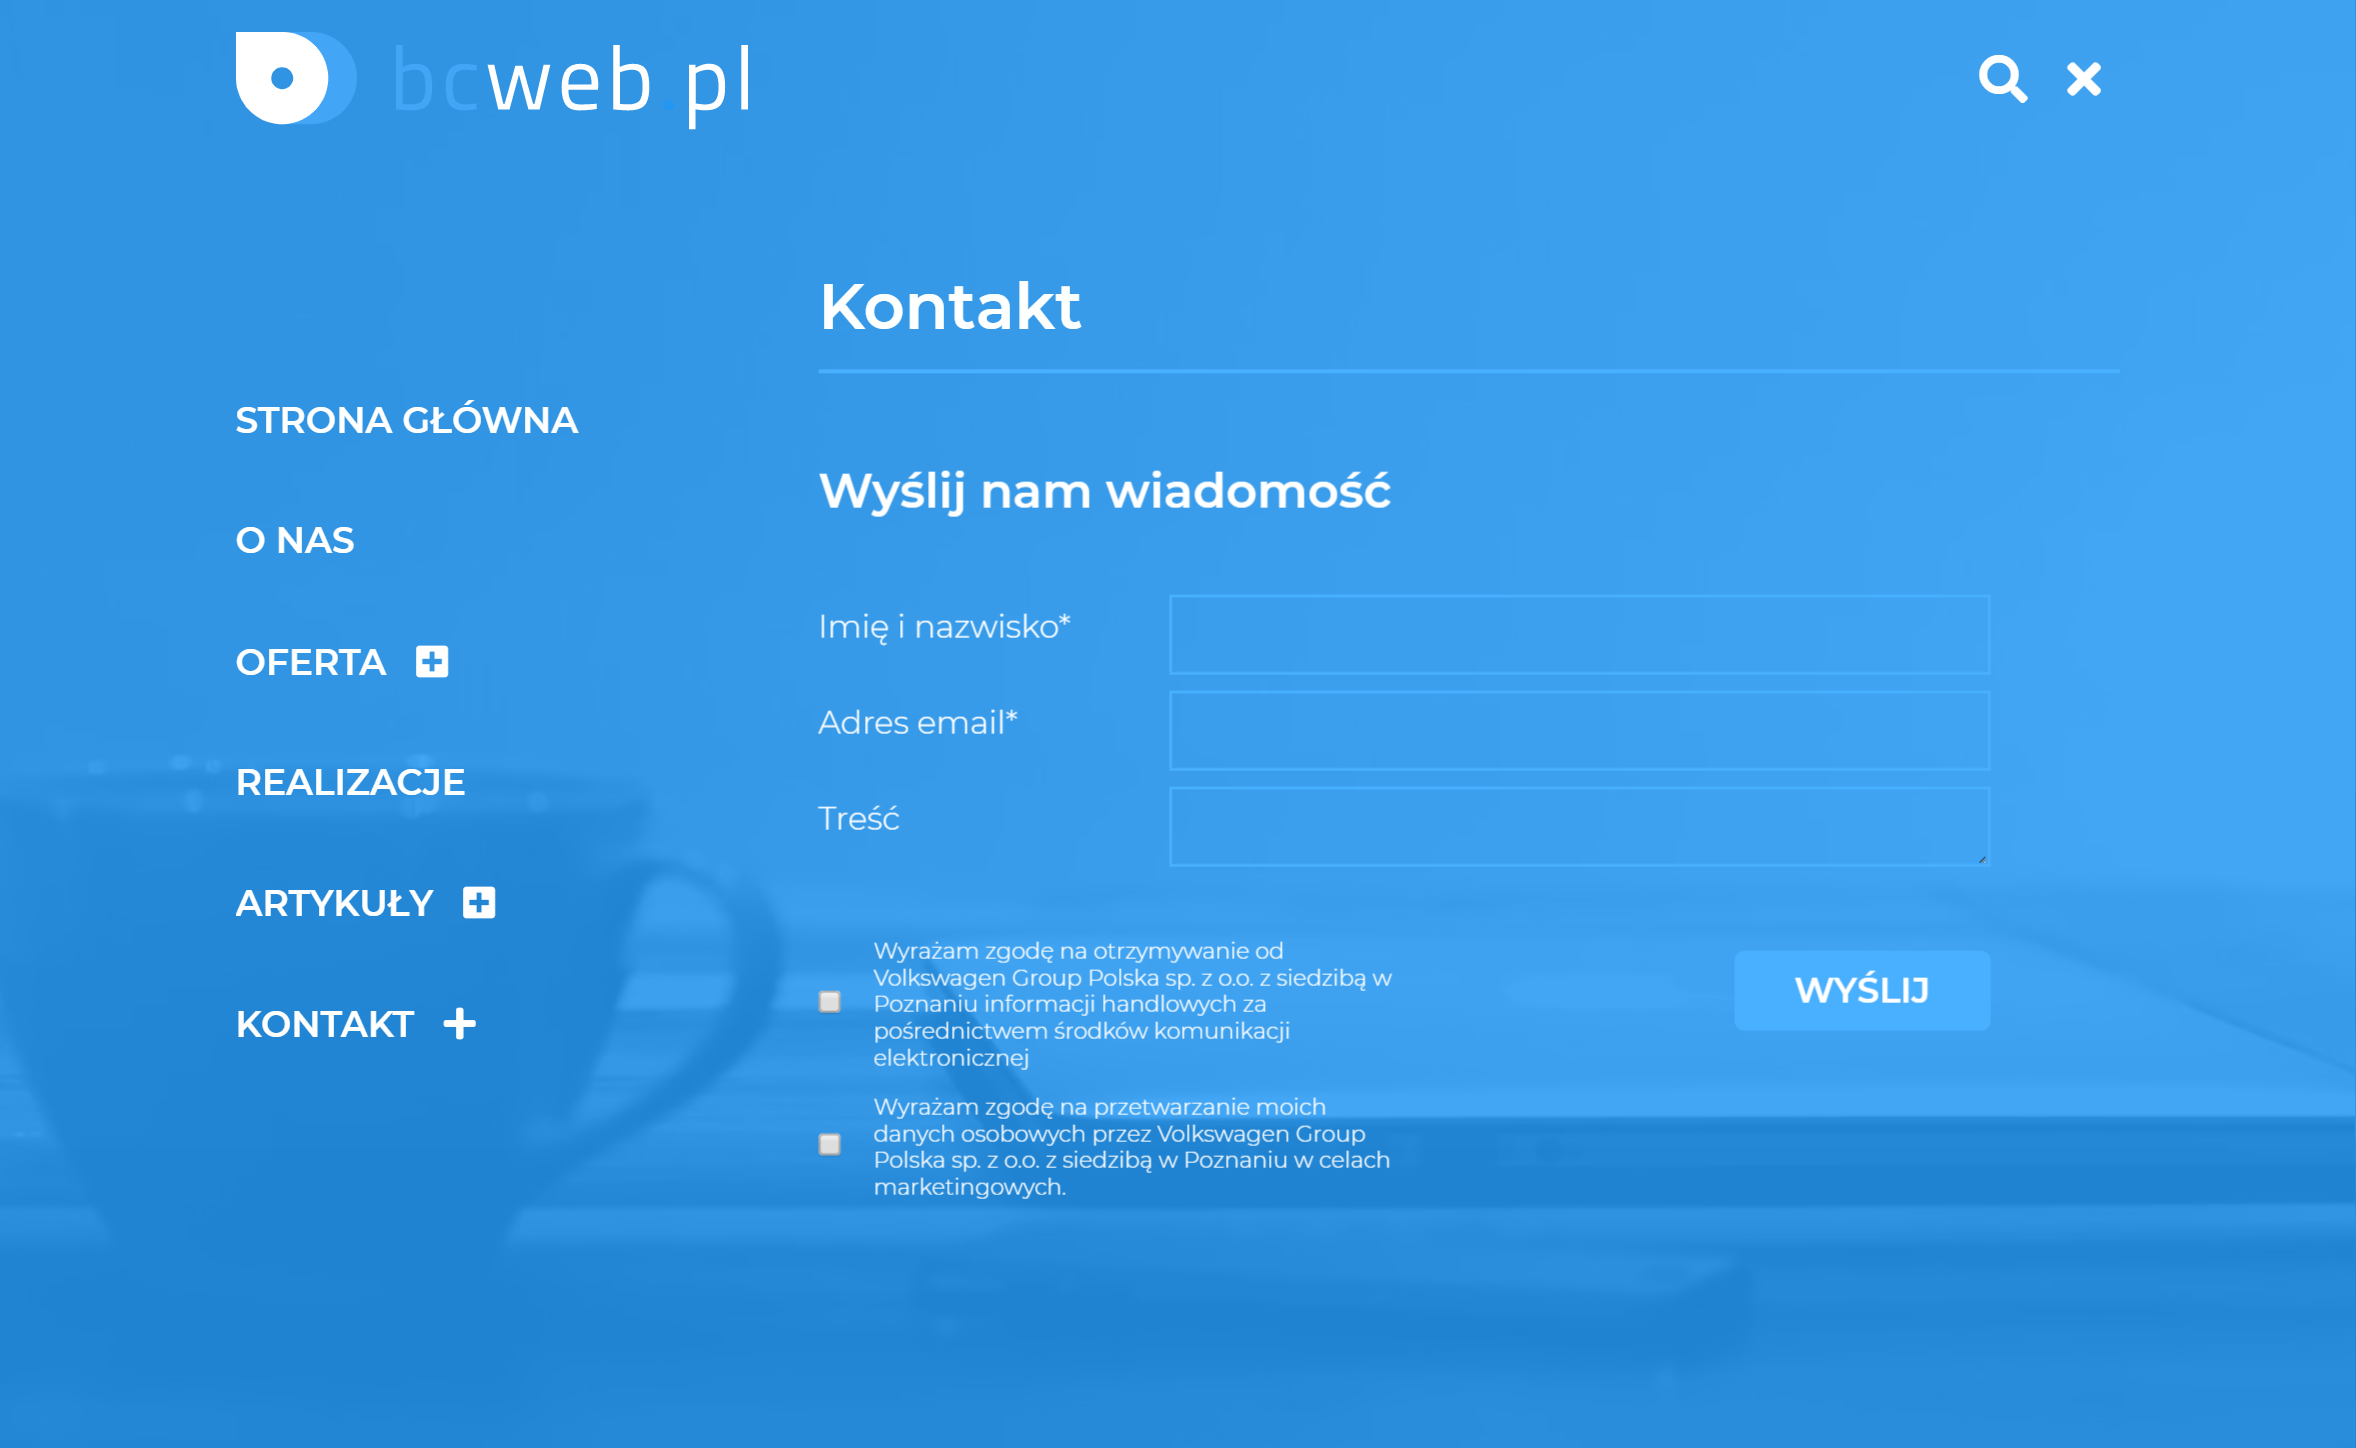 bcweb.pl
Kontakt
STRONA GŁÓWNA
O NAS
OFERTA
REALIZACJE
ARTYKUŁY
KONTAKT
Wyślij nam wiadomość
Imię i nazwisko*
Adres email*
Treść
Wyrażam zgodę na otrzymywanie od
Volkswagen Group Polska sp. z o.o. z siedzibą w
Poznaniu informacji handlowych za
pośrednictwem środków komunikacji
elektronicznej
WYŚLIJ
Wyrażam zgodę na przetwarzanie moich
danych osobowych przez Volkswagen Group
Polska sp. z o.o. z siedzibą w Poznaniu w celach
marketingowych.